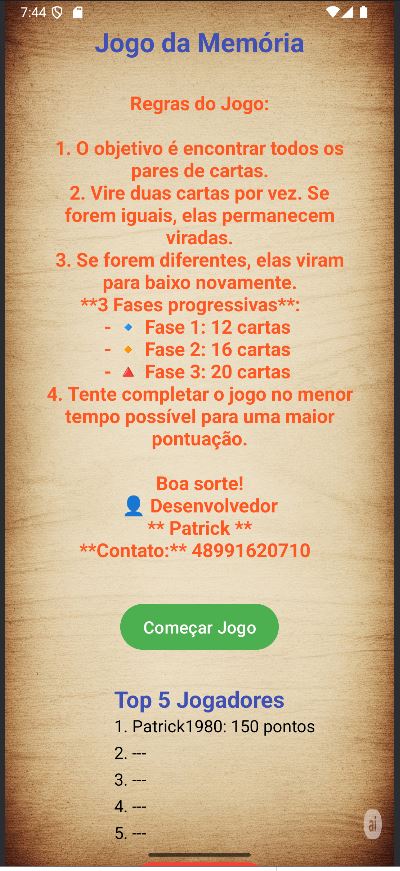 7:44
Jogo da Memória
Regras do Jogo:
1. O objetivo é encontrar todos os
pares de cartas.
2. Vire duas cartas por vez. Se
forem iguais, elas permanecem
viradas.
3. Se forem diferentes, elas viram
para baixo novamente.
**3 Fases progressivas**:
- 🔹 Fase 1: 12 cartas
- 🔸 Fase 2: 16 cartas
- 🔺 Fase 3: 20 cartas
4. Tente completar o jogo no menor
tempo possível para uma maior
pontuação.
Boa sorte!
👤 Desenvolvedor
** Patrick **
**Contato:** 48991620710
Começar Jogo
Top 5 Jogadores
1. Patrick1980: 150 pontos
2. ---
3. ---
4. ---
5. ---
ai